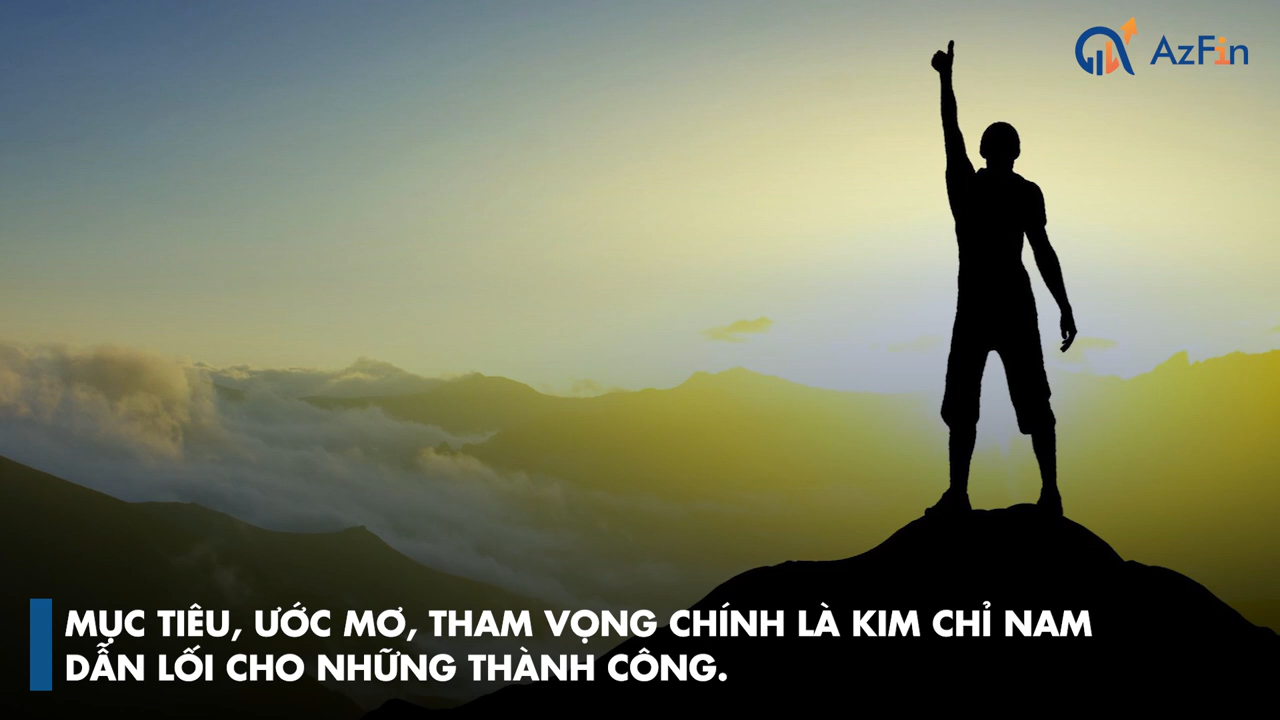 AzFin
MỤC TIÊU, ƯỚC MƠ, THAM VỌNG CHÍNH LÀ KIM CHỈ NAM
DẪN LỐI CHO NHỮNG THÀNH CÔNG.